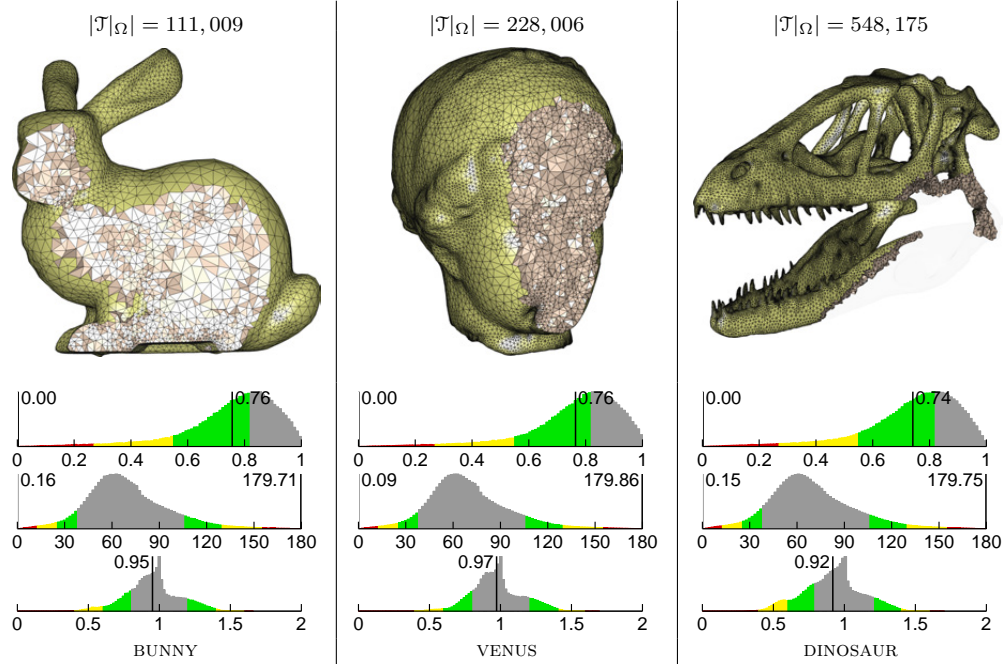 |𝒯|Ω| = 111,009
|𝒯|Ω| = 228,006
|𝒯|Ω| = 548,175
0.00 0.76
0 0.2 0.4 0.6 0.8 1
0.16 179.71
0 30 60 90 120 150 180
0.95
0 0.5 1 1.5 2
BUNNY
0.00 0.76
0 0.2 0.4 0.6 0.8 1
0.09 179.86
0 30 60 90 120 150 180
0.97
0 0.5 1 1.5 2
VENUS
0.00 0.74
0 0.2 0.4 0.6 0.8 1
0.15 179.75
0 30 60 90 120 150 180
0.92
0 0.5 1 1.5 2
DINOSAUR